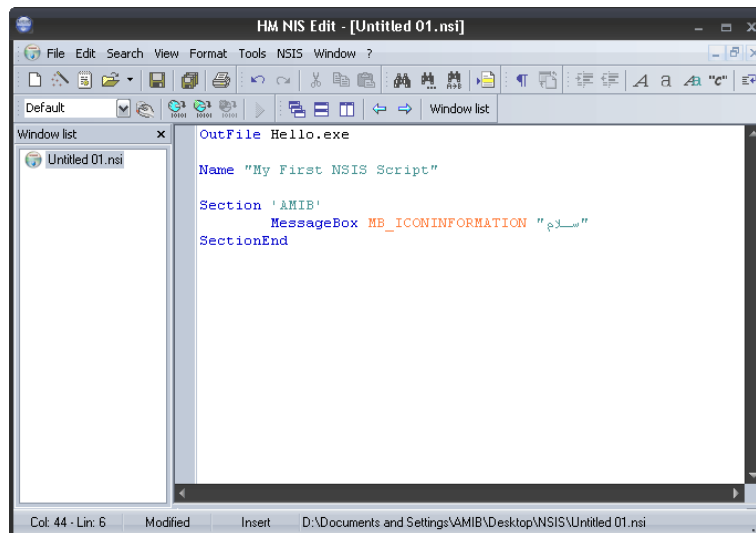 HM NIS Edit - [Untitled 01.nsi]
File Edit Search View Format Tools NSIS Window ?
Default Window list
Window list x
Untitled 01.nsi
OutFile Hello.exe
Name "My First NSIS Script"
Section 'AMIB'
MessageBox MB_ICONINFORMATION "ســلام"
SectionEnd
Col: 44 - Lin: 6 Modified Insert D:\Documents and Settings\AMIB\Desktop\NSIS\Untitled 01.nsi